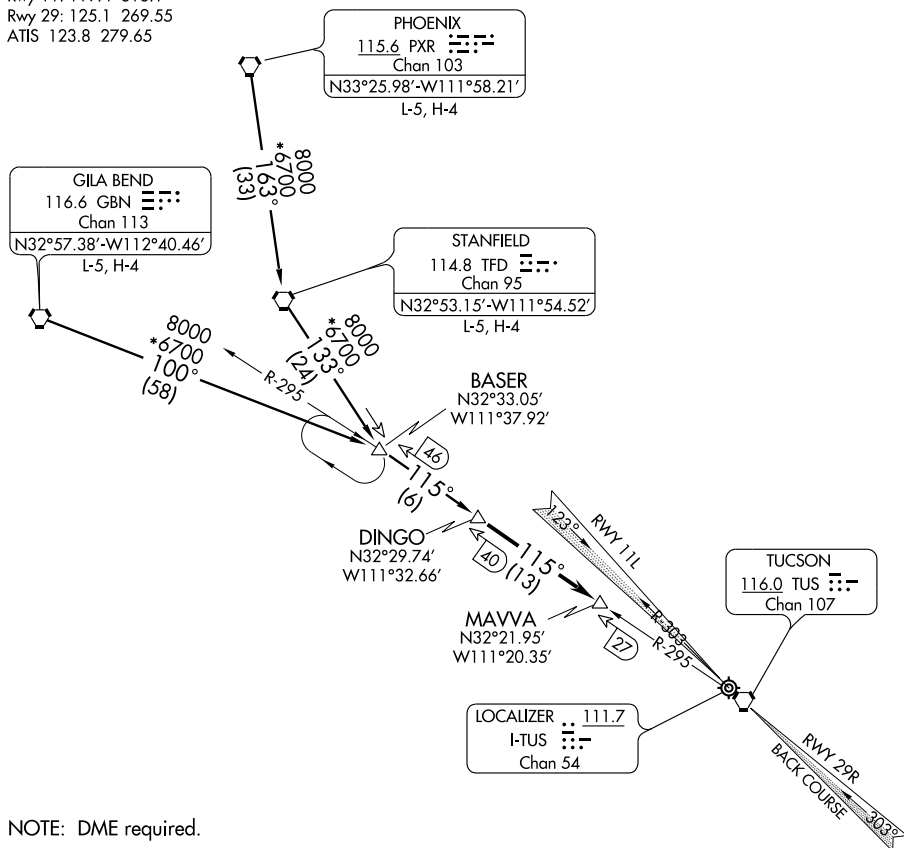 Rwy 29: 125.1 269.55
ATIS 123.8 279.65
PHOENIX
115.6 PXR
Chan 103
N33°25.98'-W111°58.21'
L-5, H-4
8000
*6700
163°
(33)
GILA BEND
116.6 GBN
Chan 113
N32°57.38'-W112°40.46'
L-5, H-4
STANFIELD
114.8 TFD
Chan 95
N32°53.15'-W111°54.52'
L-5, H-4
8000
*6700
133°
(24)
8000
*6700
100°
(58)
R-295
BASER
N32°33.05'
W111°37.92'
46
115°
(6)
DINGO
N32°29.74'
W111°32.66'
40
115°
(13)
123°
RWY 11L
MAVVA
N32°21.95'
W111°20.35'
27
R-303
R-295
TUCSON
116.0 TUS
Chan 107
LOCALIZER 111.7
I-TUS
Chan 54
RWY 29R
BACK COURSE
303°
NOTE: DME required.